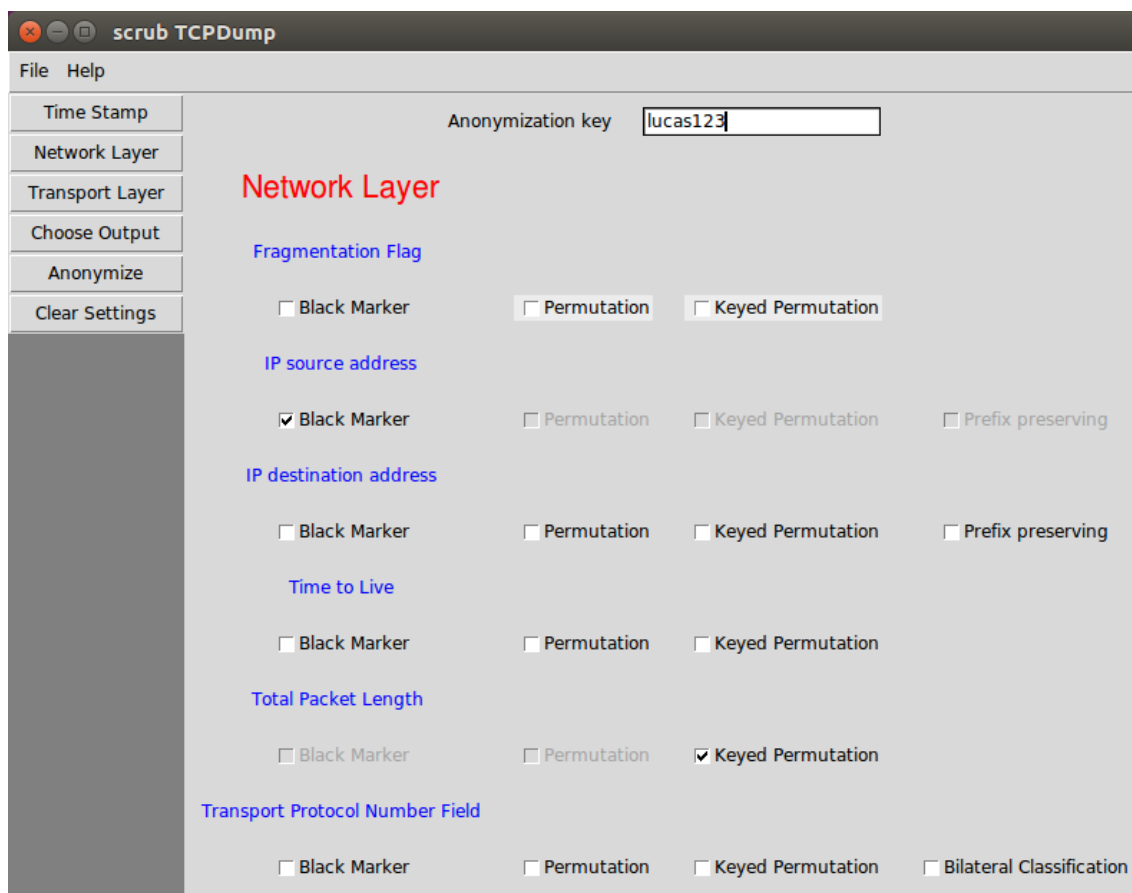 scrub TCPDump
File Help
Time Stamp
Network Layer
Transport Layer
Choose Output
Anonymize
Clear Settings
Anonymization key lucas123
Network Layer
Fragmentation Flag
Black Marker Permutation Keyed Permutation
IP source address
Black Marker Permutation Keyed Permutation Prefix preserving
IP destination address
Black Marker Permutation Keyed Permutation Prefix preserving
Time to Live
Black Marker Permutation Keyed Permutation
Total Packet Length
Black Marker Permutation Keyed Permutation
Transport Protocol Number Field
Black Marker Permutation Keyed Permutation Bilateral Classification